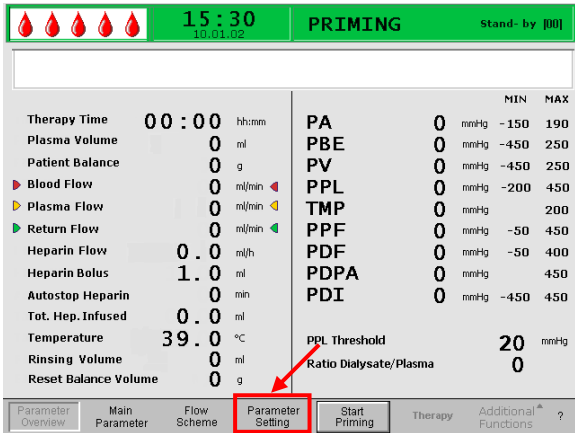 15:30
10.01.02
PRIMING
Stand- by [00]
MIN MAX
Therapy Time 00:00 hh:mm
Plasma Volume 0 ml
Patient Balance 0 g
Blood Flow 0 ml/min
Plasma Flow 0 ml/min
Return Flow 0 ml/min
Heparin Flow 0.0 ml/h
Heparin Bolus 1.0 ml
Autostop Heparin 0 min
Tot. Hep. Infused 0.0 ml
Temperature 39.0 °C
Rinsing Volume 0 ml
Reset Balance Volume 0 g
PA 0 mmHg -150 190
PBE 0 mmHg -450 250
PV 0 mmHg -450 250
PPL 0 mmHg -200 450
TMP 0 mmHg 200
PPF 0 mmHg -50 450
PDF 0 mmHg -50 400
PDPA 0 mmHg 450
PDI 0 mmHg -450 450
PPL Threshold 20 mmHg
Ratio Dialysate/Plasma 0
Parameter
Overview
Main
Parameter
Flow
Scheme
Parameter
Setting
Start
Priming
Therapy
Additional
Functions
?